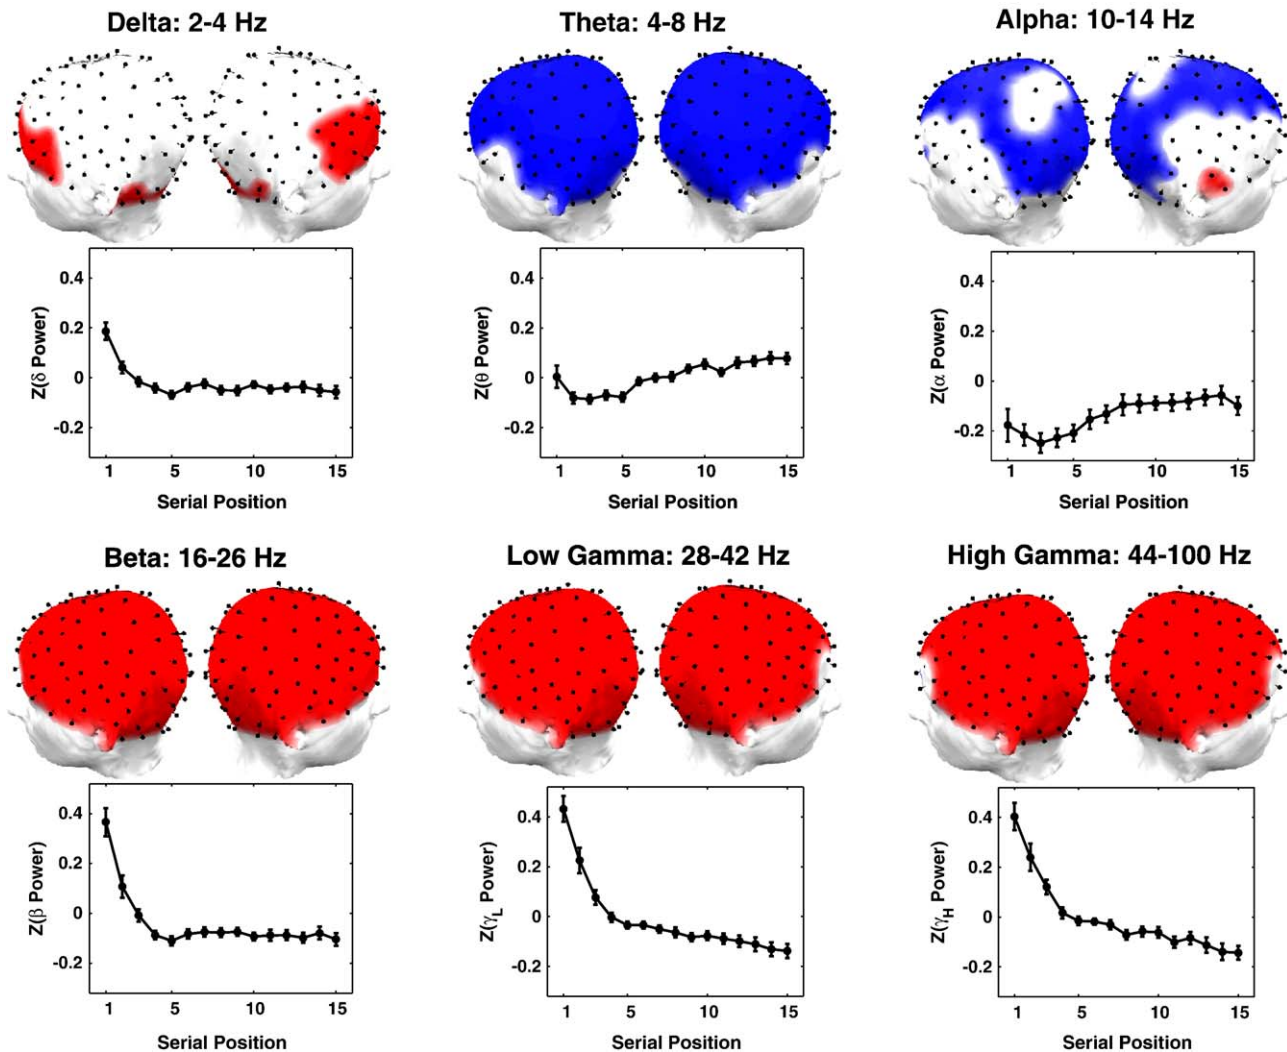 Delta: 2-4 Hz
Theta: 4-8 Hz
Alpha: 10-14 Hz
0.4
0.2
0
-0.2
Z(δ Power)
1
5
10
15
Serial Position
0.4
0.2
0
-0.2
Z(θ Power)
1
5
10
15
Serial Position
0.4
0.2
0
-0.2
Z(α Power)
1
5
10
15
Serial Position
Beta: 16-26 Hz
Low Gamma: 28-42 Hz
High Gamma: 44-100 Hz
0.4
0.2
0
-0.2
Z(β Power)
1
5
10
15
Serial Position
0.4
0.2
0
-0.2
Z(γL Power)
1
5
10
15
Serial Position
0.4
0.2
0
-0.2
Z(γH Power)
1
5
10
15
Serial Position